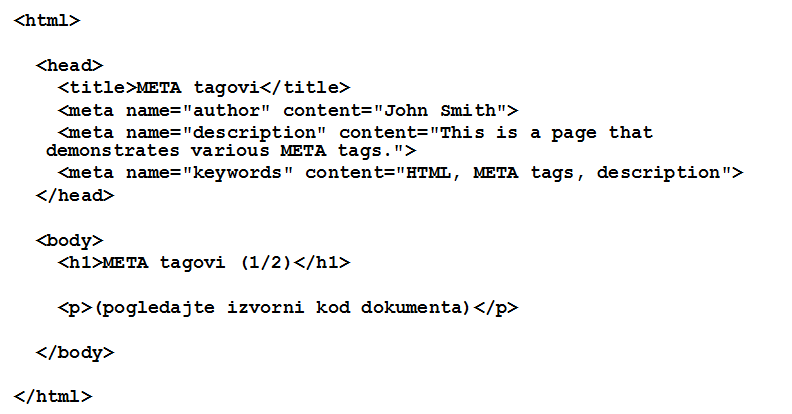 <html>
<head>
<title>META tagovi</title>
<meta name="author" content="John Smith">
<meta name="description" content="This is a page that
demonstrates various META tags.">
<meta name="keywords" content="HTML, META tags, description">
</head>
<body>
<h1>META tagovi (1/2)</h1>
<p>(pogledajte izvorni kod dokumenta)</p>
</body>
</html>